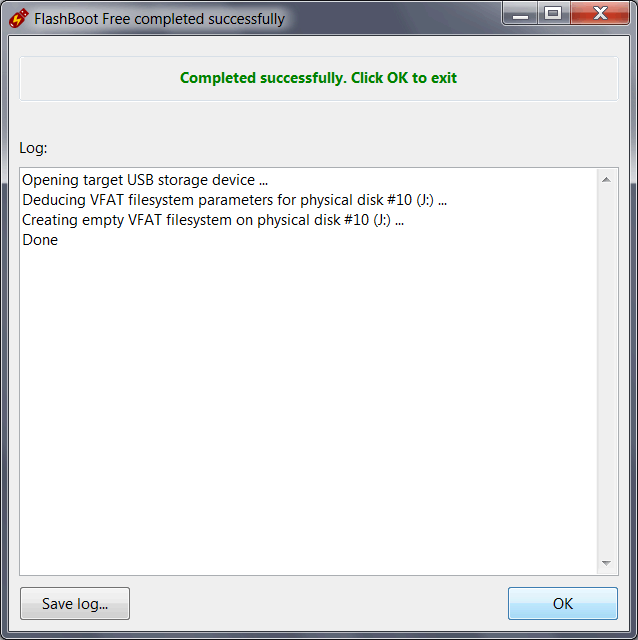 FlashBoot Free completed successfully
Completed successfully. Click OK to exit
Log:
Opening target USB storage device ...
Deducing VFAT filesystem parameters for physical disk #10 (J:) ...
Creating empty VFAT filesystem on physical disk #10 (J:) ...
Done
Save log...
OK